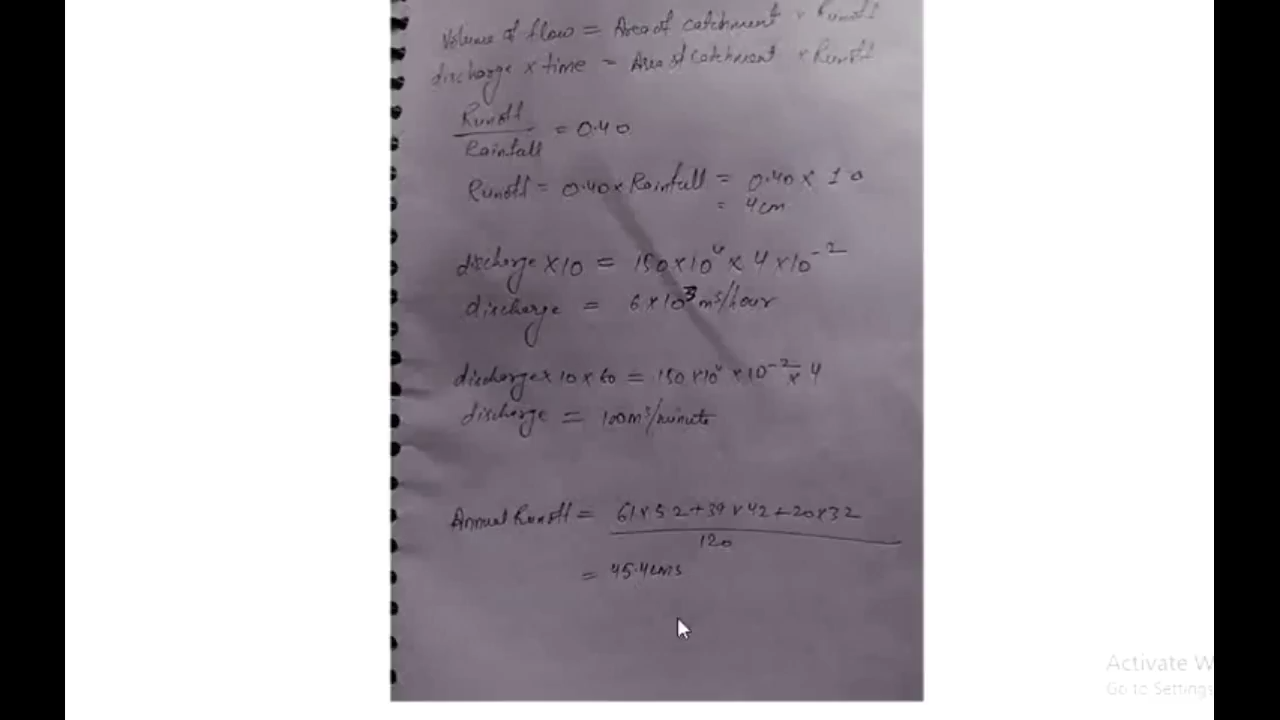 Volume of flow = Area of catchment × Runoff
discharge × time = Area of catchment × Runoff
Runoff / Rainfall = 0.40
Runoff = 0.40 × Rainfall = 0.40 × 10
= 4cm
discharge × 10 = 150 × 10⁴ × 4 × 10⁻²
discharge = 6 × 10³ m³/hour
discharge × 10 × 60 = 150 × 10⁴ × 10⁻² × 4
discharge = 100 m³/minute
Annual Runoff = 61 × 52 + 39 × 42 + 20 × 32 / 120
= 45.4cms
Activate W
Go to Settings